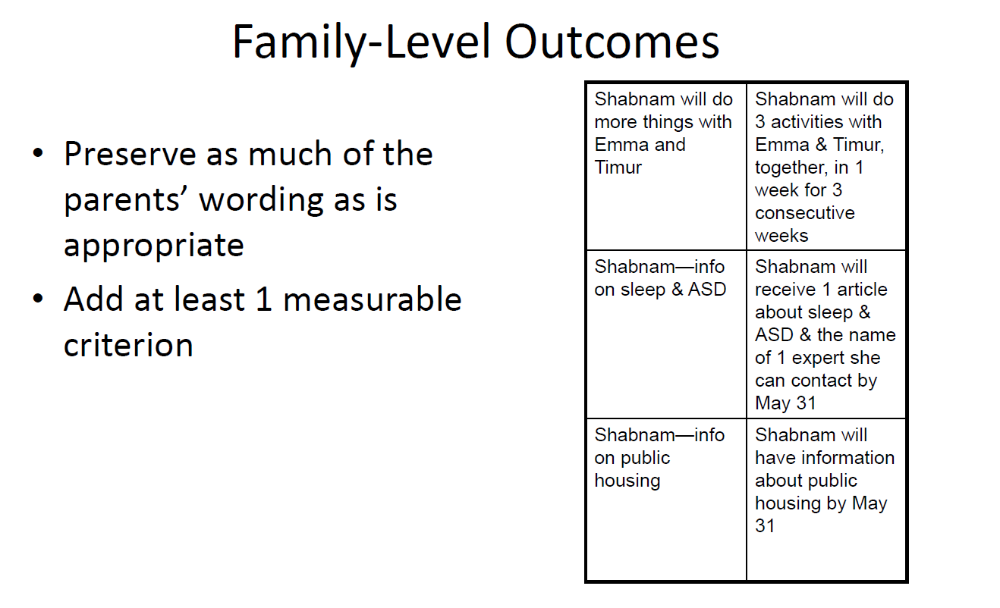 Family-Level Outcomes
• Preserve as much of the
parents’ wording as is
appropriate
• Add at least 1 measurable
criterion
Shabnam will do
more things with
Emma and
Timur
Shabnam will do
3 activities with
Emma & Timur,
together, in 1
week for 3
consecutive
weeks
Shabnam—info
on sleep & ASD
Shabnam will
receive 1 article
about sleep &
ASD & the name
of 1 expert she
can contact by
May 31
Shabnam—info
on public
housing
Shabnam will
have information
about public
housing by May
31